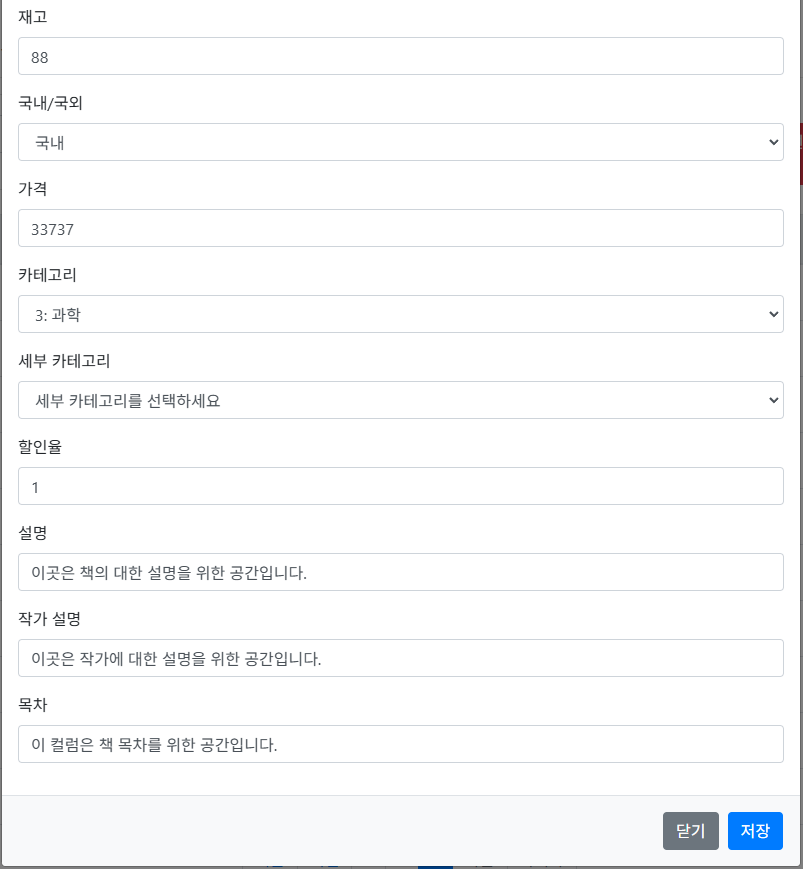 재고
88
국내/국외
국내
가격
33737
카테고리
3: 과학
세부 카테고리
세부 카테고리를 선택하세요
할인율
1
설명
이곳은 책의 대한 설명을 위한 공간입니다.
작가 설명
이곳은 작가에 대한 설명을 위한 공간입니다.
목차
이 컬럼은 책 목차를 위한 공간입니다.
닫기 저장